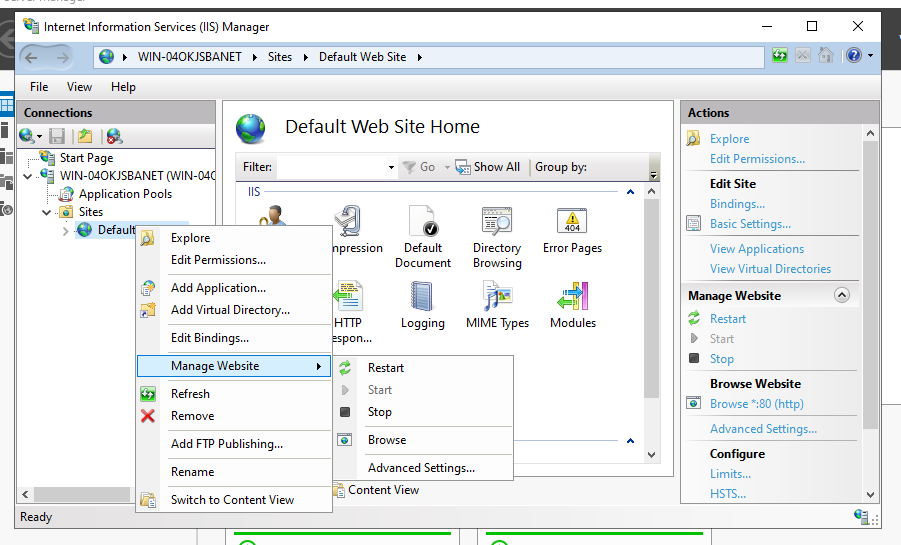 Internet Information Services (IIS) Manager
WIN-04OKJSBANET
Sites
Default Web Site
File
View
Help
Connections
Start Page
WIN-04OKJSBANET (WIN-04O
Application Pools
Sites
Default
Explore
Edit Permissions...
Add Application...
Add Virtual Directory...
Edit Bindings...
Manage Website
Refresh
Remove
Add FTP Publishing...
Rename
Switch to Content View
Restart
Start
Stop
Browse
Advanced Settings...
Default Web Site Home
Filter:
Go
Show All
Group by:
IIS
mpression
Default
Document
Directory
Browsing
Error Pages
404
HTTP
espon...
Logging
MIME Types
Modules
Content View
Actions
Explore
Edit Permissions...
Edit Site
Bindings...
Basic Settings...
View Applications
View Virtual Directories
Manage Website
Restart
Start
Stop
Browse Website
Browse *:80 (http)
Advanced Settings...
Configure
Limits...
HSTS...
Ready